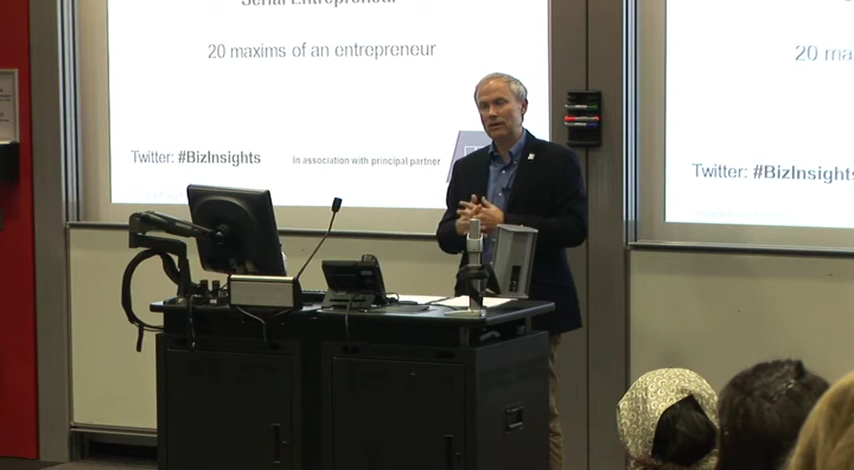 Serial Entrepreneur
20 maxims of an entrepreneur
Twitter: #BizInsights
In association with principal partner
20 ma
Twitter: #BizInsights